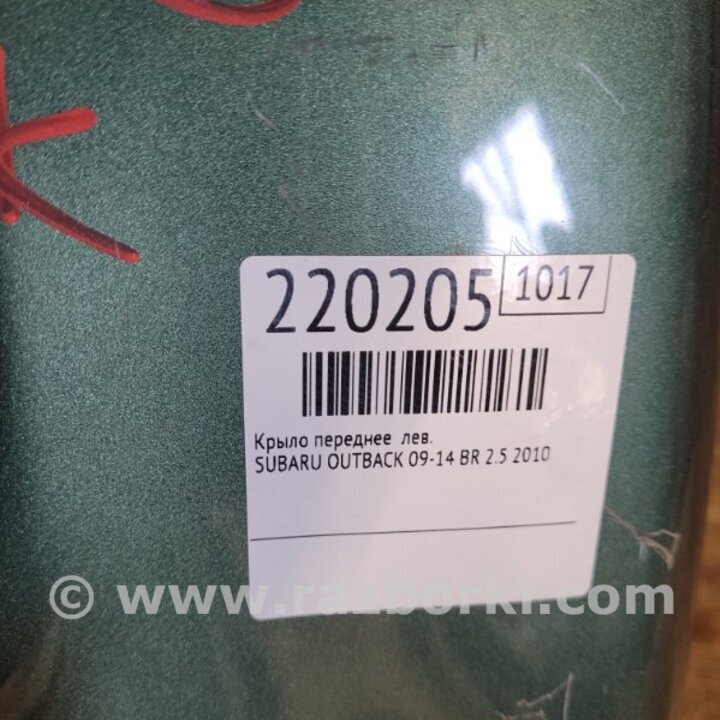 220205 1017
Крыло переднее лев.
SUBARU OUTBACK 09-14 BR 2.5 2010
© www.razborki.com